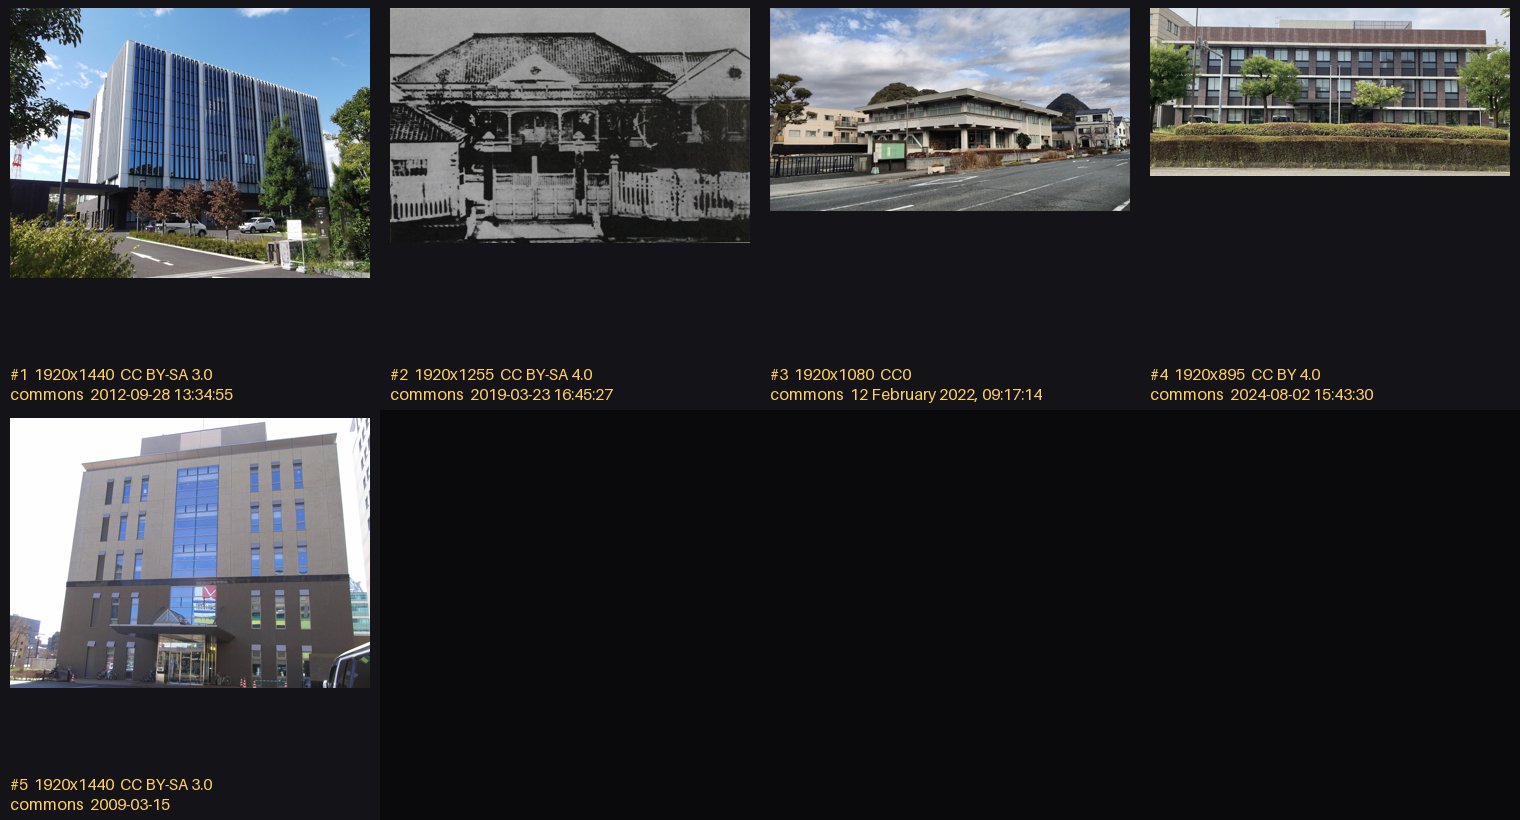 #1 1920x1440 CC BY-SA 3.0
commons 2012-09-28 13:34:55
#2 1920x1255 CC BY-SA 4.0
commons 2019-03-23 16:45:27
#3 1920x1080 CC0
commons 12 February 2022, 09:17:14
#4 1920x895 CC BY 4.0
commons 2024-08-02 15:43:30
#5 1920x1440 CC BY-SA 3.0
commons 2009-03-15